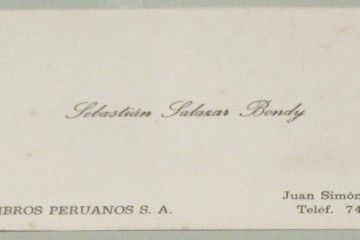 Sebastián Salazar Bondy
Juan Simón
IBROS PERUANOS S. A.
Teléf. 74